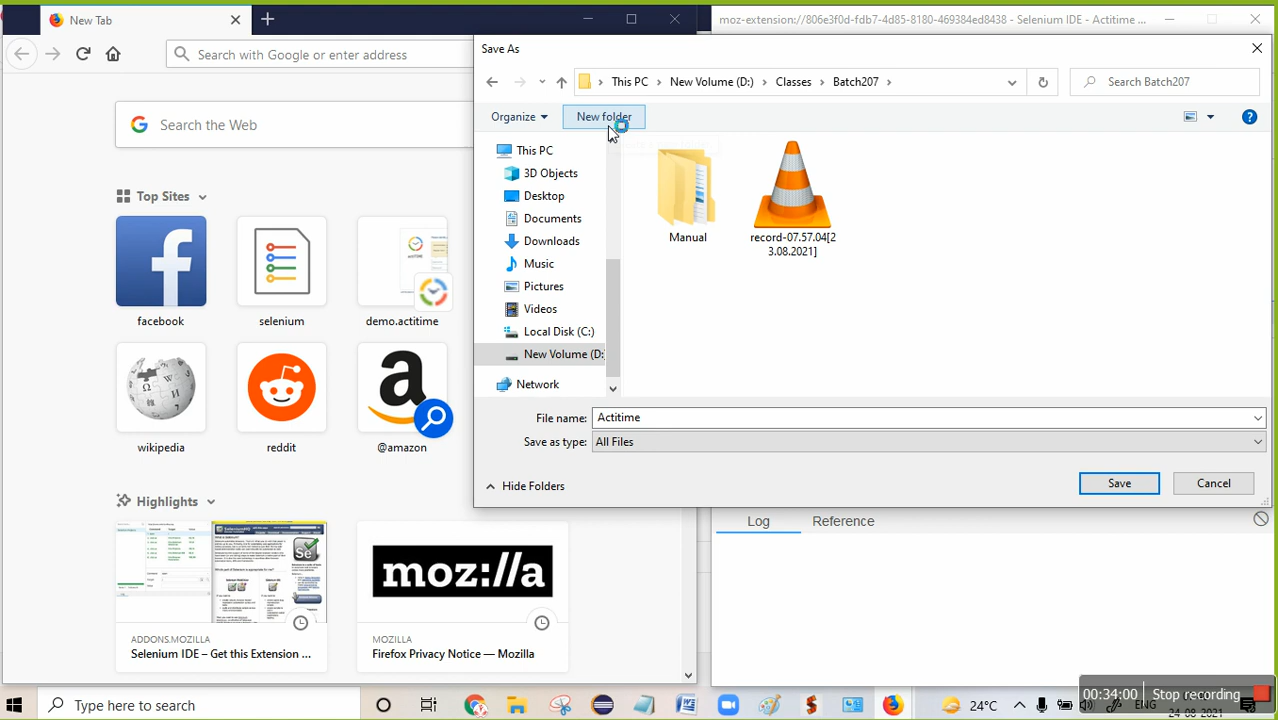 New Tab
moz-extension://806e3f0d-fdb7-4d85-8180-469384ed8438 - Selenium IDE - Actitime ...
Search with Google or enter address
Save As
This PC
New Volume (D:)
Classes
Batch207
Search Batch207
Organize
New folder
Search the Web
Top Sites
facebook
selenium
demo.actitime
wikipedia
reddit
@amazon
This PC
3D Objects
Desktop
Documents
Downloads
Music
Pictures
Videos
Local Disk (C:)
New Volume (D:
Network
Manual
record-07.57.04[2
3.08.2021]
File name:
Actitime
Save as type:
All Files
Hide Folders
Save
Cancel
Highlights
moz://a
ADDONS.MOZILLA
Selenium IDE – Get this Extension ...
MOZILLA
Firefox Privacy Notice — Mozilla
Log
Reference
Type here to search
24°C
ENG
24-08-2021
00:34:00
Stop recording